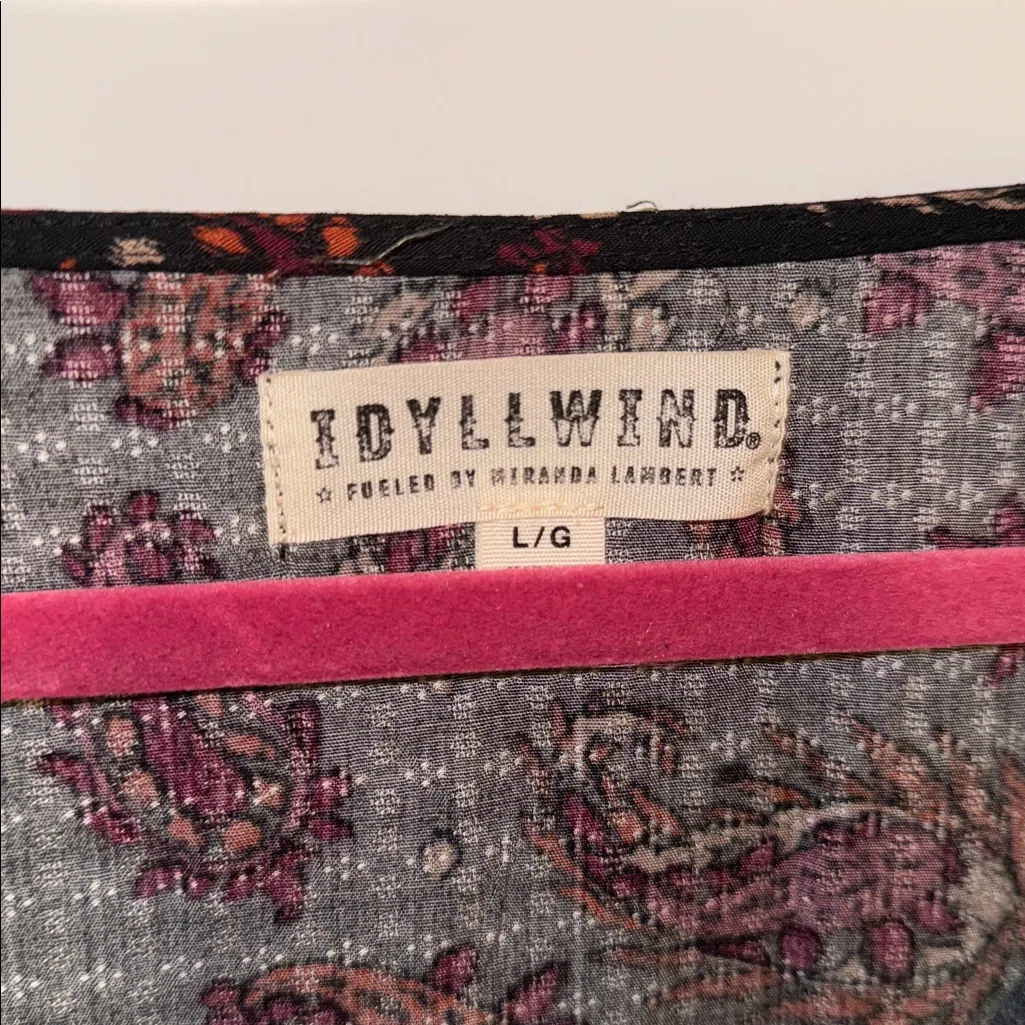 IDYLLWIND®
☆ FUELED BY MIRANDA LAMBERT ☆
L/G